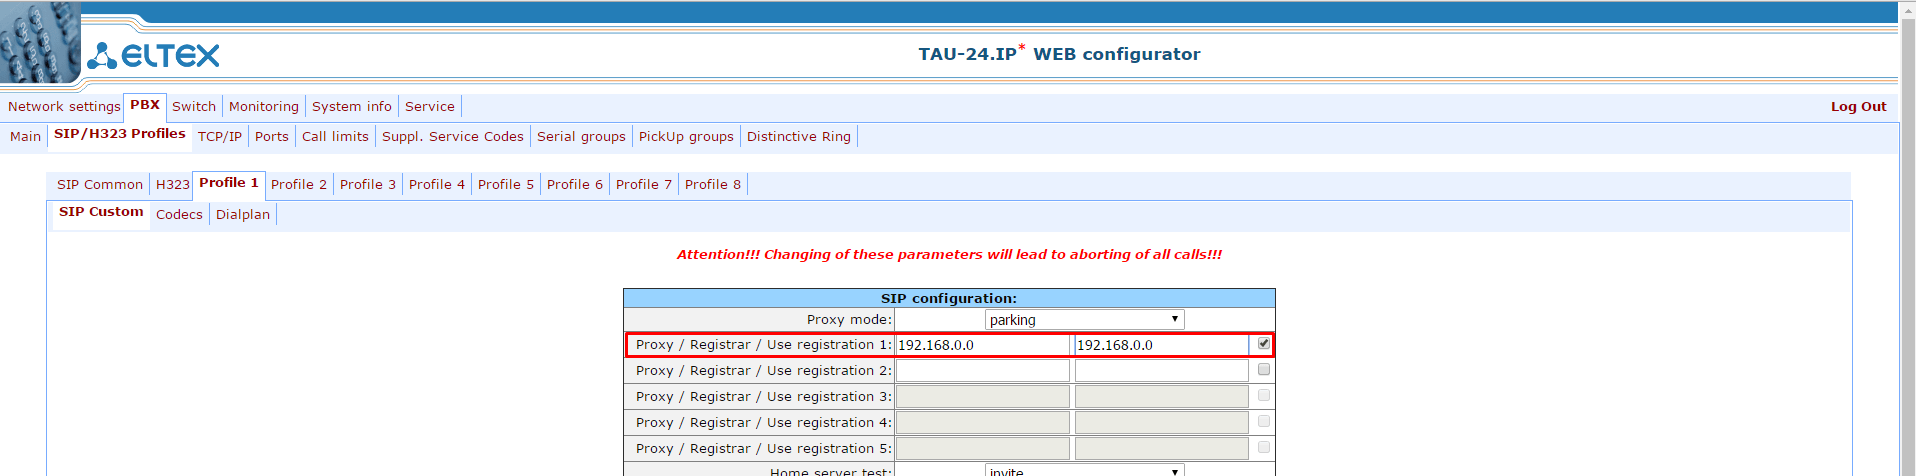 ELTEX
TAU-24.IP* WEB configurator
Network settings PBX Switch Monitoring System info Service Log Out
Main SIP/H323 Profiles TCP/IP Ports Call limits Suppl. Service Codes Serial groups PickUp groups Distinctive Ring
SIP Common H323 Profile 1 Profile 2 Profile 3 Profile 4 Profile 5 Profile 6 Profile 7 Profile 8
SIP Custom Codecs Dialplan
Attention!!! Changing of these parameters will lead to aborting of all calls!!!
SIP configuration:
Proxy mode: parking
Proxy / Registrar / Use registration 1: 192.168.0.0 192.168.0.0
Proxy / Registrar / Use registration 2:
Proxy / Registrar / Use registration 3:
Proxy / Registrar / Use registration 4:
Proxy / Registrar / Use registration 5:
Home server test: invite